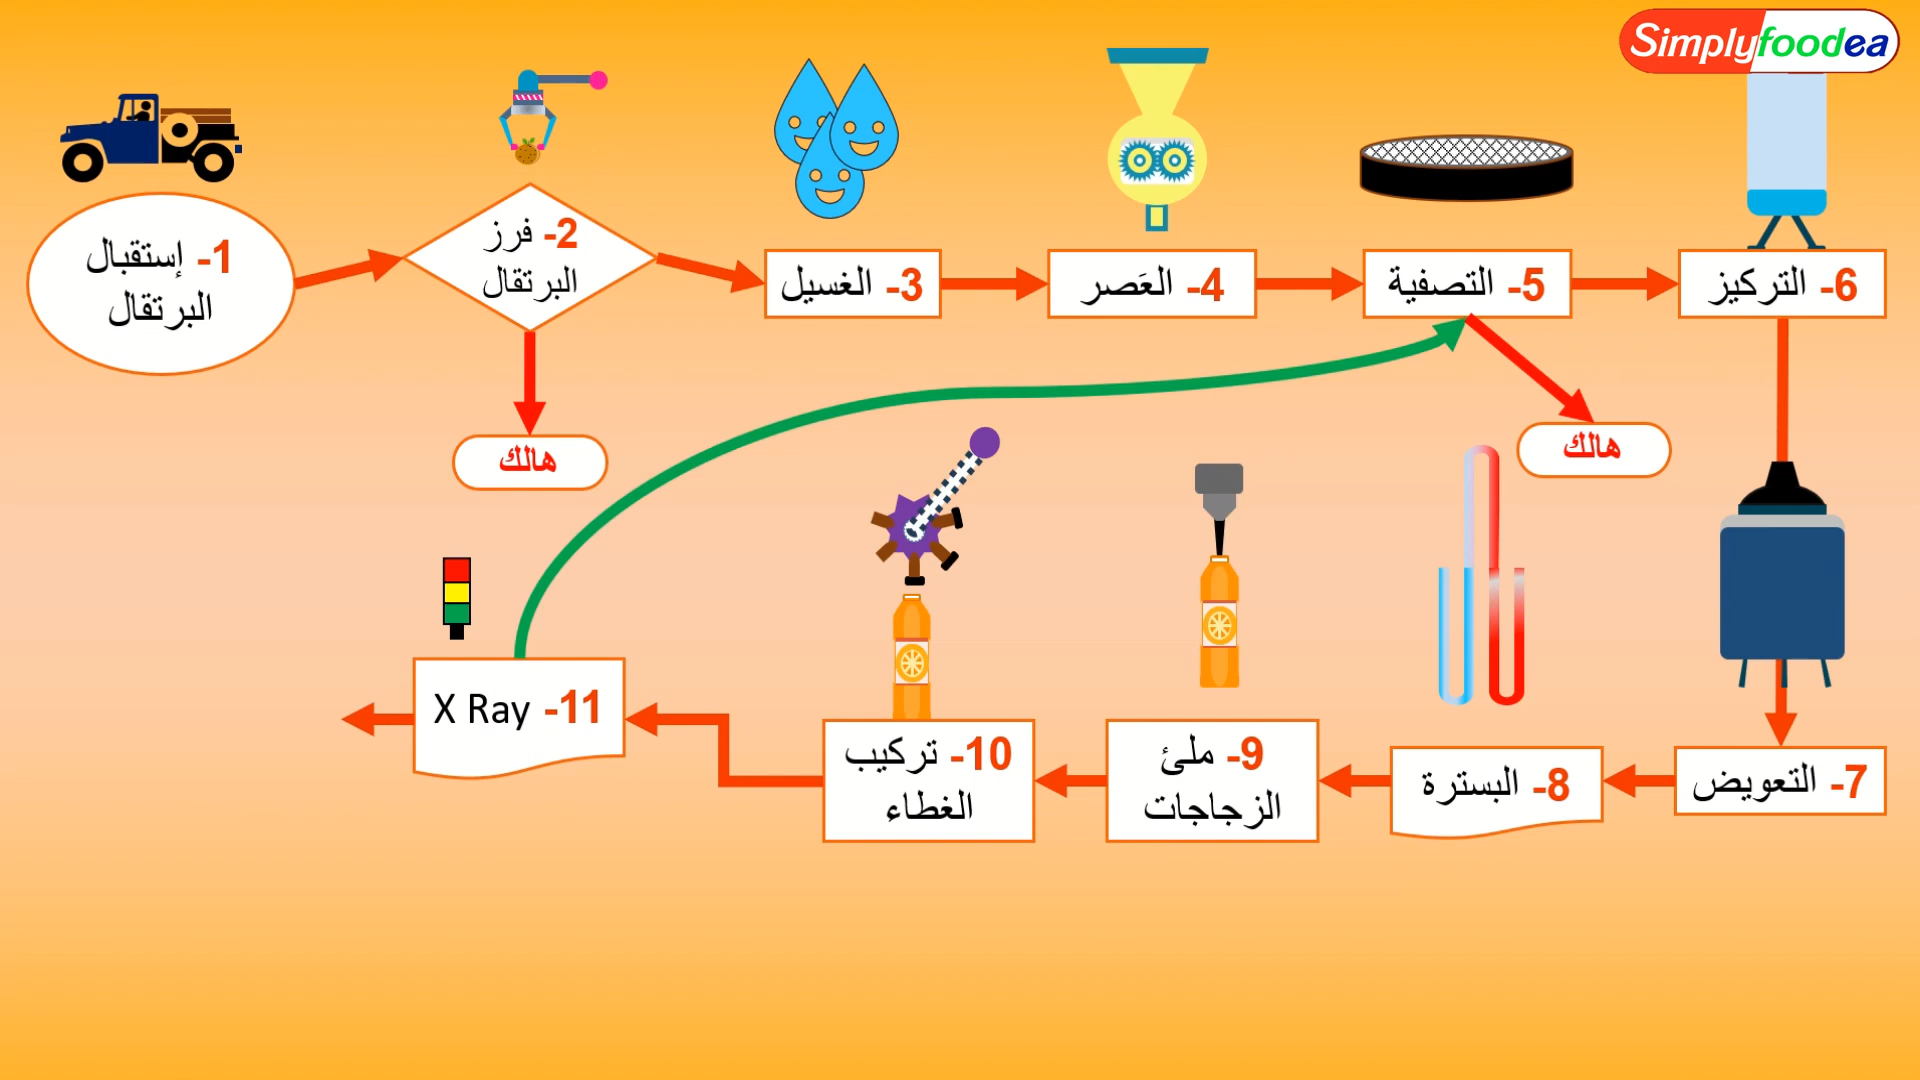 Simplyfoodea
1- إستقبال
البرتقال
2- فرز
البرتقال
هالك
3- الغسيل
4- العَصر
5- التصفية
هالك
6- التركيز
7- التعويض
8- البسترة
9- ملئ
الزجاجات
10- تركيب
الغطاء
11- X Ray